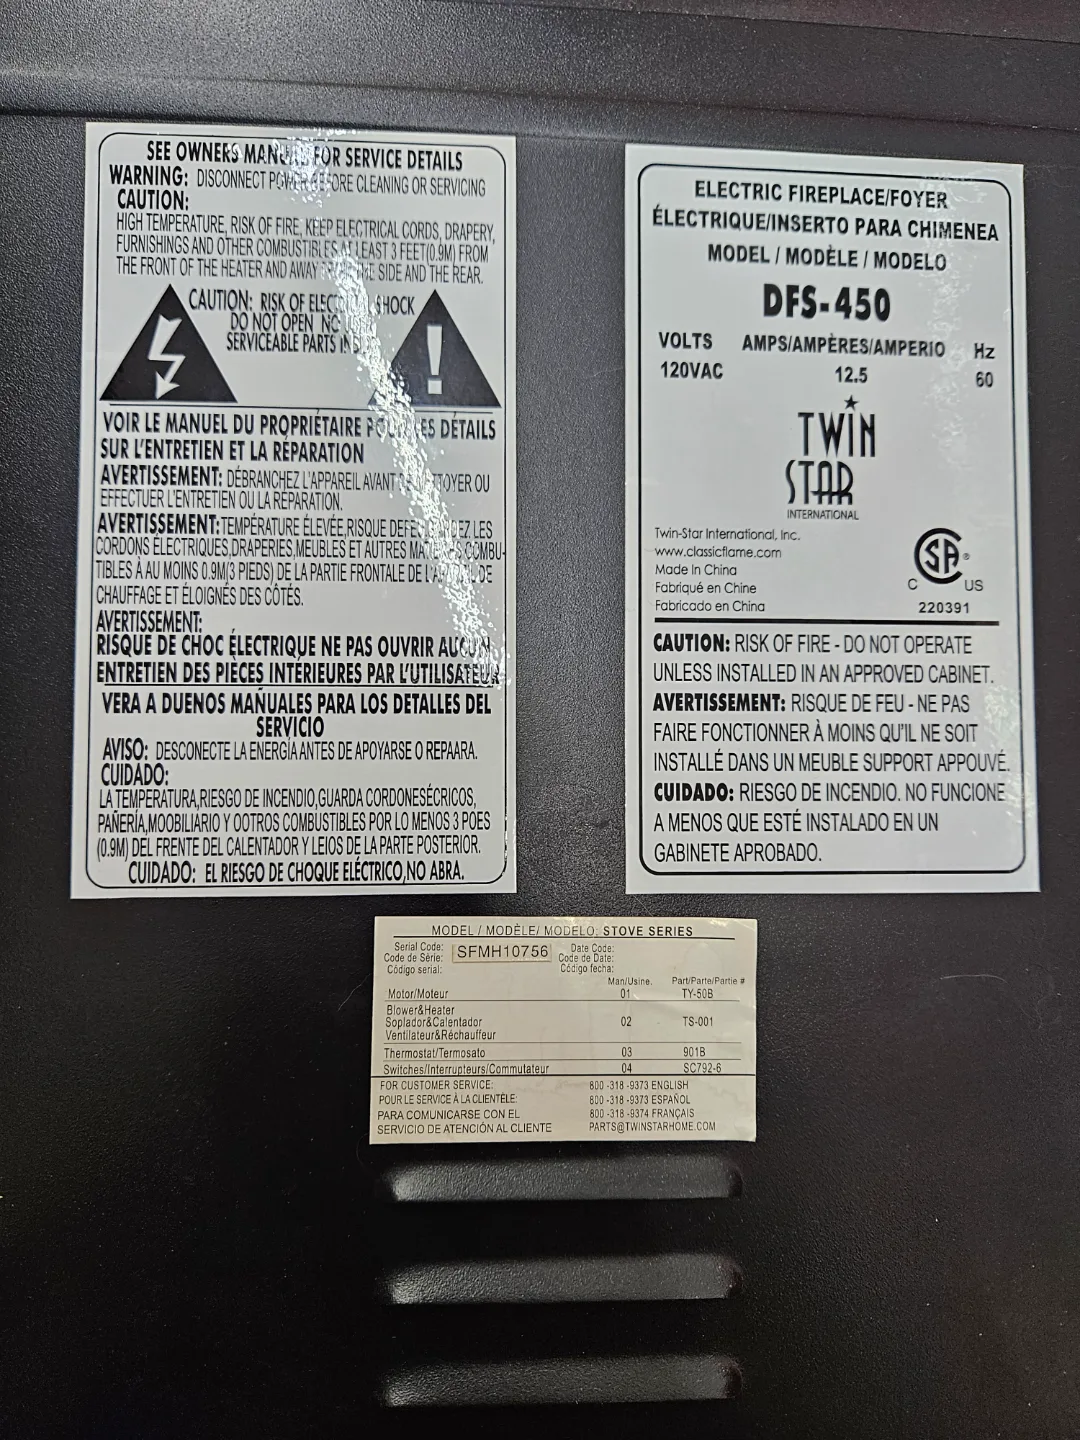 SEE OWNERS MANUAL FOR SERVICE DETAILS
WARNING: DISCONNECT POWER BEFORE CLEANING OR SERVICING
CAUTION:
HIGH TEMPERATURE, RISK OF FIRE, KEEP ELECTRICAL CORDS, DRAPERY,
FURNISHINGS AND OTHER COMBUSTIBLES AT LEAST 3 FEET(0.9M) FROM
THE FRONT OF THE HEATER AND AWAY FROM THE SIDE AND THE REAR.
CAUTION: RISK OF ELECTRICAL SHOCK
DO NOT OPEN NO
SERVICEABLE PARTS
VOIR LE MANUEL DU PROPRIÉTAIRE POUR LES DÉTAILS
SUR L'ENTRETIEN ET LA RÉPARATION
AVERTISSEMENT: DÉBRANCHEZ L'APPAREIL AVANT DE NETTOYER OU
EFFECTUER L'ENTRETIEN OU LA RÉPARATION.
AVERTISSEMENT: TEMPÉRATURE ÉLEVÉE,RISQUE DEFEU LES
CORDONS ÉLECTRIQUES,DRAPERIES,MEUBLES ET AUTRES COMBU-
TIBLES À AU MOINS 0.9M(3 PIEDS) DE LA PARTIE FRONTALE DE DE
CHAUFFAGE ET ÉLOIGNÉS DES CÔTÉS.
AVERTISSEMENT:
RISQUE DE CHOC ÉLECTRIQUE NE PAS OUVRIR AUCUN
ENTRETIEN DES PIÈCES INTÉRIEURES PAR L'UTILISATEUR
VERA A DUENOS MAÑUALES PARA LOS DETALLES DEL
SERVICIO
AVISO: DESCONECTE LA ENERGÍA ANTES DE APOYARSE O REPAARA.
CUIDADO:
LA TEMPERATURA,RIESGO DE INCENDIO,GUARDA CORDONESÉCRICOS,
PAÑERÍA,MOOBILIARIO Y OOTROS COMBUSTIBLES POR LO MENOS 3 POES
(0.9M) DEL FRENTE DEL CALENTADOR Y LEIOS DE LA PARTE POSTERIOR.
CUIDADO: EL RIESGO DE CHOQUE ELÉCTRICO,NO ABRA.
ELECTRIC FIREPLACE/FOYER
ÉLECTRIQUE/INSERTO PARA CHIMENEA
MODEL / MODÈLE / MODELO
DFS-450
VOLTS AMPS/AMPÈRES/AMPERIO Hz
120VAC 12.5 60
TWIN
STAR
INTERNATIONAL
Twin-Star International, Inc.
www.classicflame.com
Made In China
Fabriqué en Chine
Fabricado en China
SA ®
C US
220391
CAUTION: RISK OF FIRE - DO NOT OPERATE
UNLESS INSTALLED IN AN APPROVED CABINET.
AVERTISSEMENT: RISQUE DE FEU - NE PAS
FAIRE FONCTIONNER À MOINS QU'IL NE SOIT
INSTALLÉ DANS UN MEUBLE SUPPORT APPOUVÉ.
CUIDADO: RIESGO DE INCENDIO. NO FUNCIONE
A MENOS QUE ESTÉ INSTALADO EN UN
GABINETE APROBADO.
MODEL / MODÈLE/ MODELO: STOVE SERIES
Serial Code:
Code de Série:
Código serial:
SFMH10756
Date Code:
Code de Date:
Código fecha:
Man/Usine. Part/Parte/Partie #
Motor/Moteur 01 TY-50B
Blower&Heater
Soplador&Calentador 02 TS-001
Ventilateur&Réchauffeur
Thermostat/Termosato 03 901B
Switches/Interrupteurs/Commutateur 04 SC792-6
FOR CUSTOMER SERVICE: 800 -318 -9373 ENGLISH
POUR LE SERVICE À LA CLIENTÈLE: 800 -318 -9373 ESPAÑOL
PARA COMUNICARSE CON EL 800 -318 -9374 FRANÇAIS
SERVICIO DE ATENCIÓN AL CLIENTE PARTS@TWINSTARHOME.COM